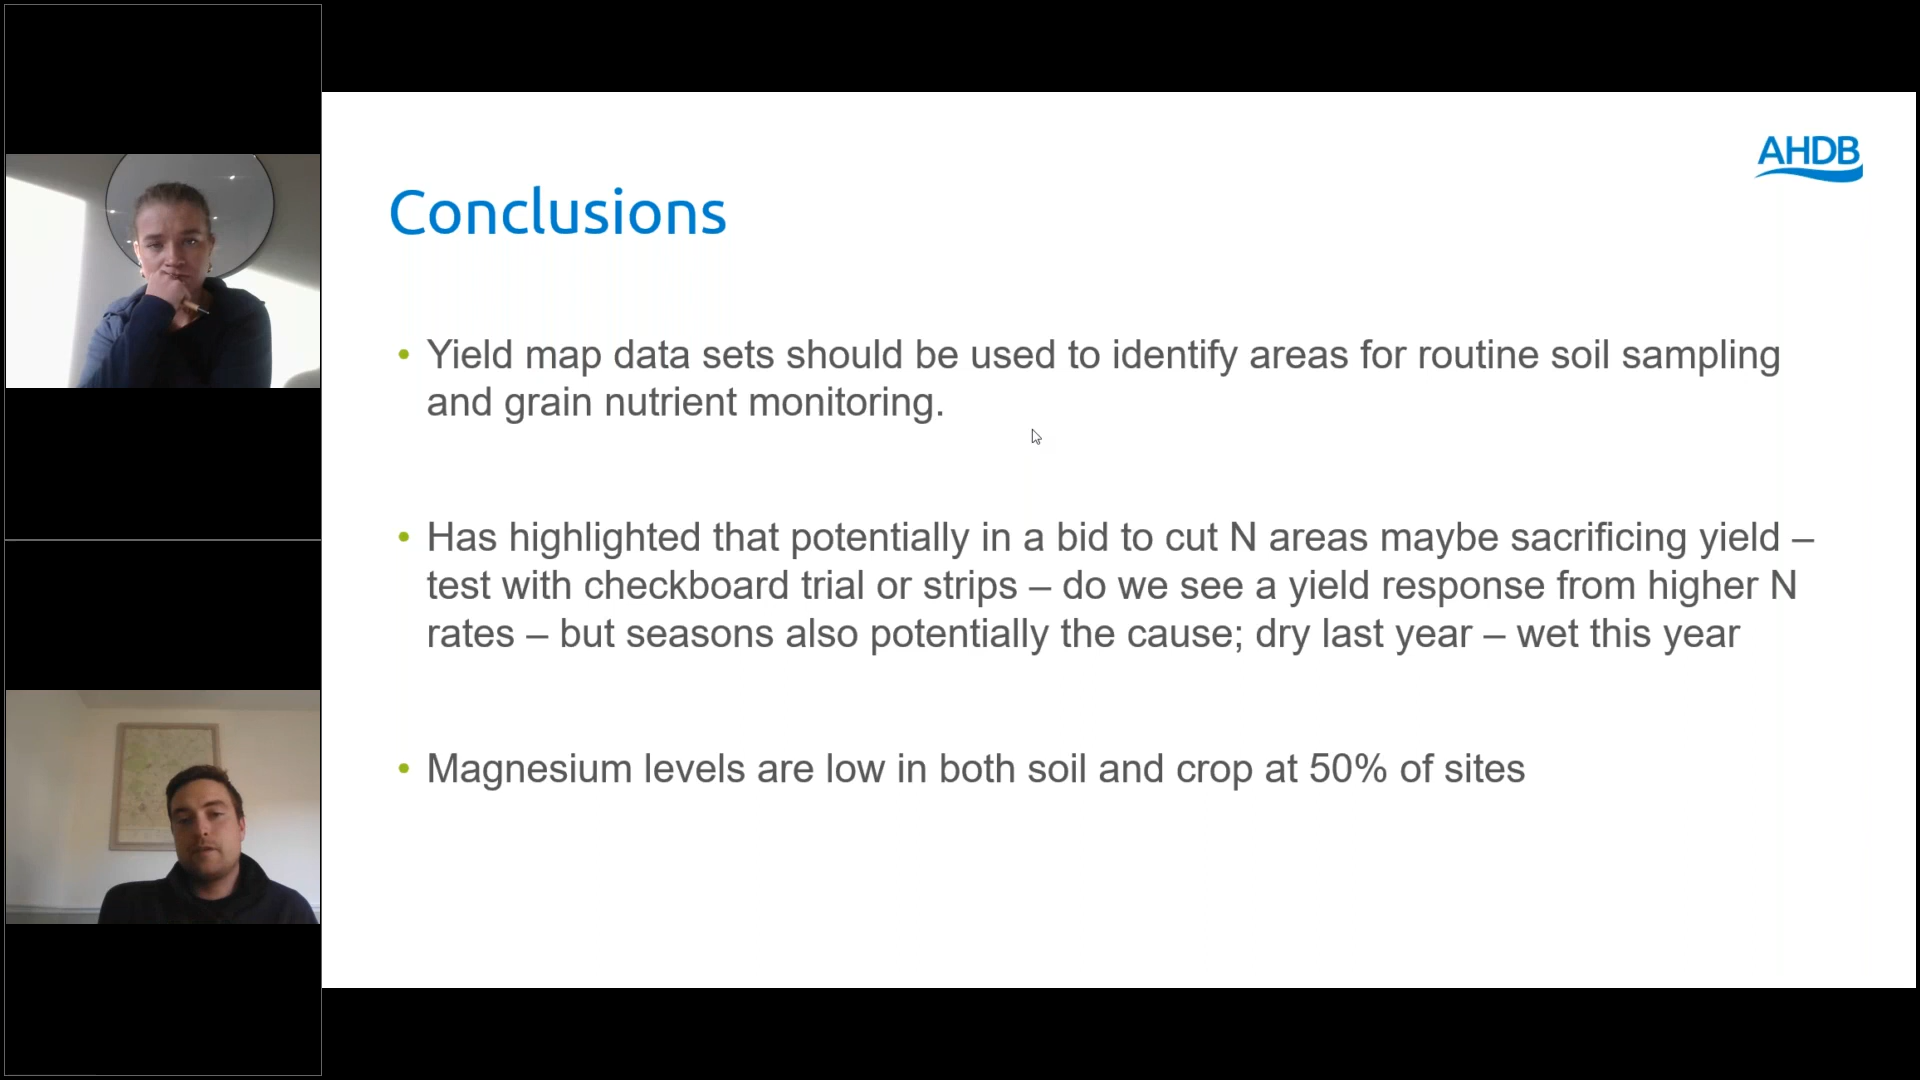 AHDB
Conclusions
• Yield map data sets should be used to identify areas for routine soil sampling
and grain nutrient monitoring.
• Has highlighted that potentially in a bid to cut N areas maybe sacrificing yield –
test with checkboard trial or strips – do we see a yield response from higher N
rates – but seasons also potentially the cause; dry last year – wet this year
• Magnesium levels are low in both soil and crop at 50% of sites